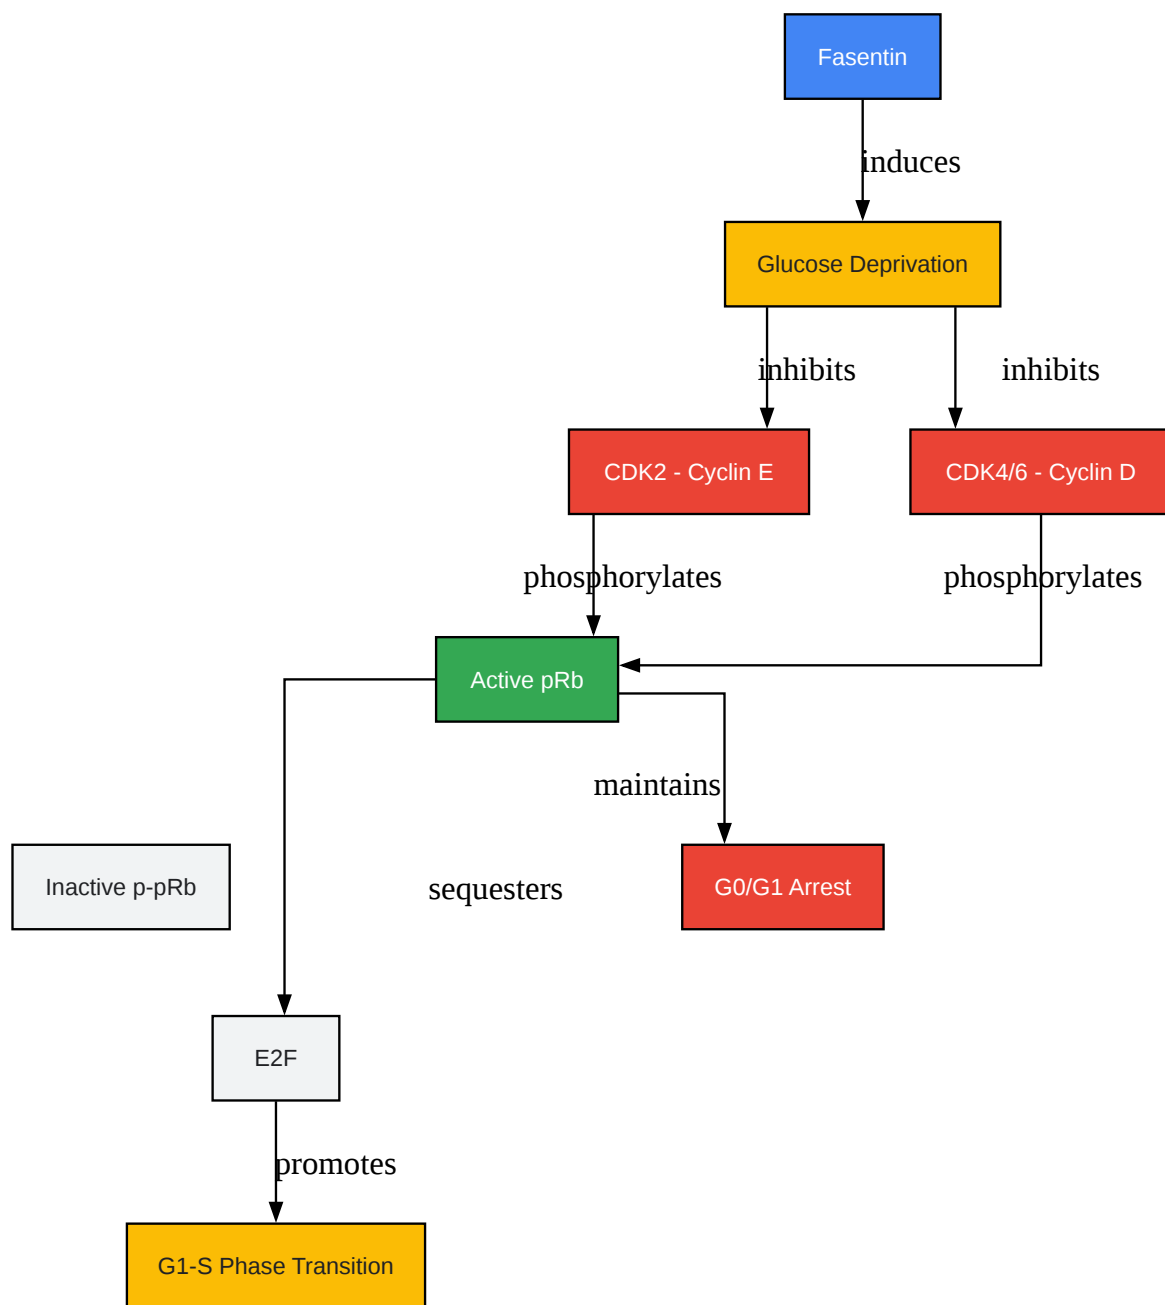 Fasentin
induces
Glucose Deprivation
inhibits
inhibits
CDK2 - Cyclin E
CDK4/6 - Cyclin D
phosphorylates
phosphorylates
Active pRb
maintains
Inactive p-pRb
sequesters
G0/G1 Arrest
E2F
promotes
G1-S Phase Transition